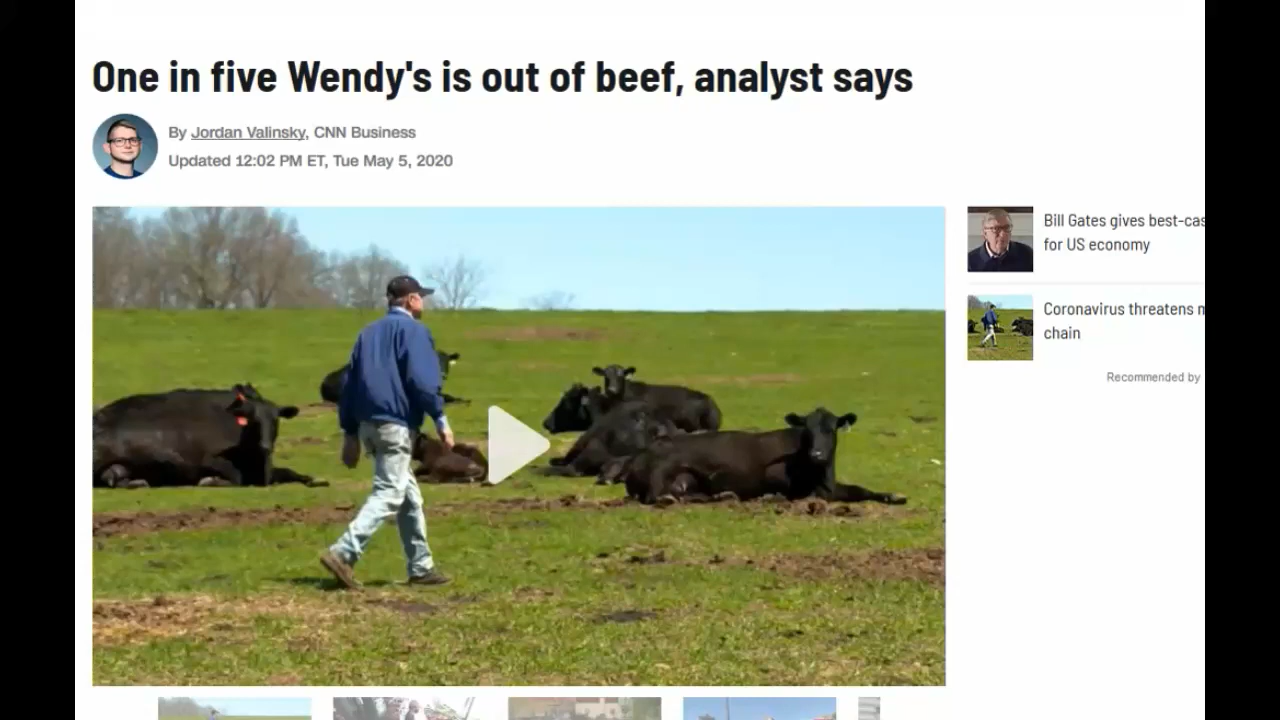 One in five Wendy's is out of beef, analyst says
By Jordan Valinsky, CNN Business
Updated 12:02 PM ET, Tue May 5, 2020
Bill Gates gives best-cas
for US economy
Coronavirus threatens m
chain
Recommended by